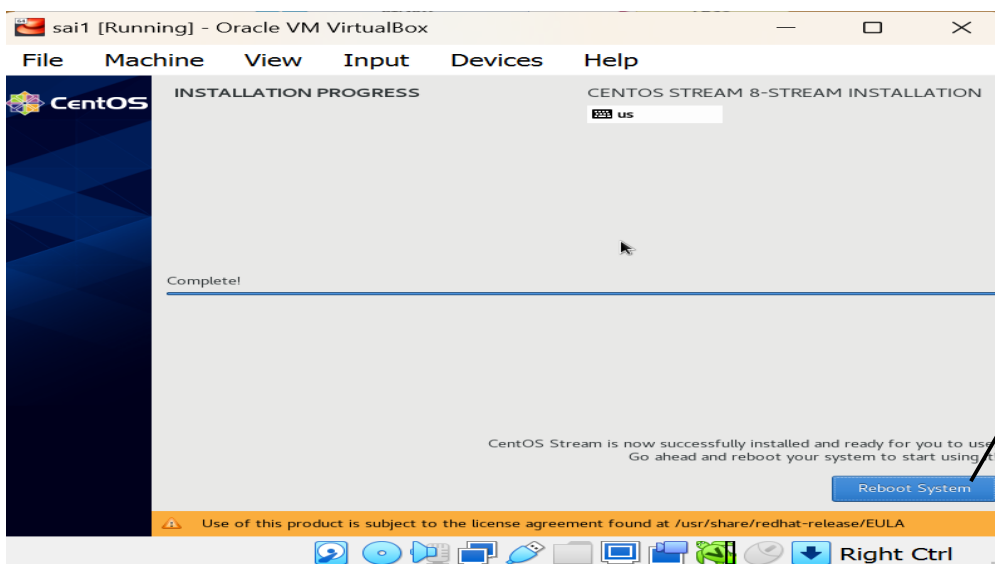 sai1 [Running] - Oracle VM VirtualBox
File Machine View Input Devices Help
CentOS
INSTALLATION PROGRESS
CENTOS STREAM 8-STREAM INSTALLATION
us
Complete!
CentOS Stream is now successfully installed and ready for you to use
Go ahead and reboot your system to start using
Reboot System
Use of this product is subject to the license agreement found at /usr/share/redhat-release/EULA
Right Ctrl